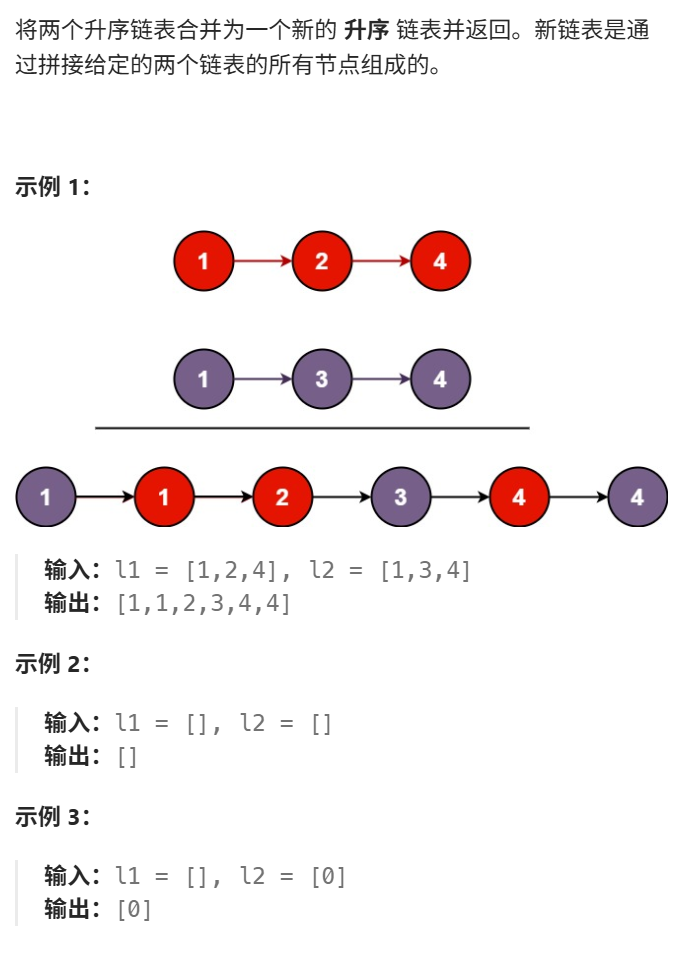 将两个升序链表合并为一个新的 升序 链表并返回。新链表是通
过拼接给定的两个链表的所有节点组成的。
示例 1：
1 2 4
1 3 4
1 1 2 3 4 4
输入：l1 = [1,2,4], l2 = [1,3,4]
输出：[1,1,2,3,4,4]
示例 2：
输入：l1 = [], l2 = []
输出：[]
示例 3：
输入：l1 = [], l2 = [0]
输出：[0]